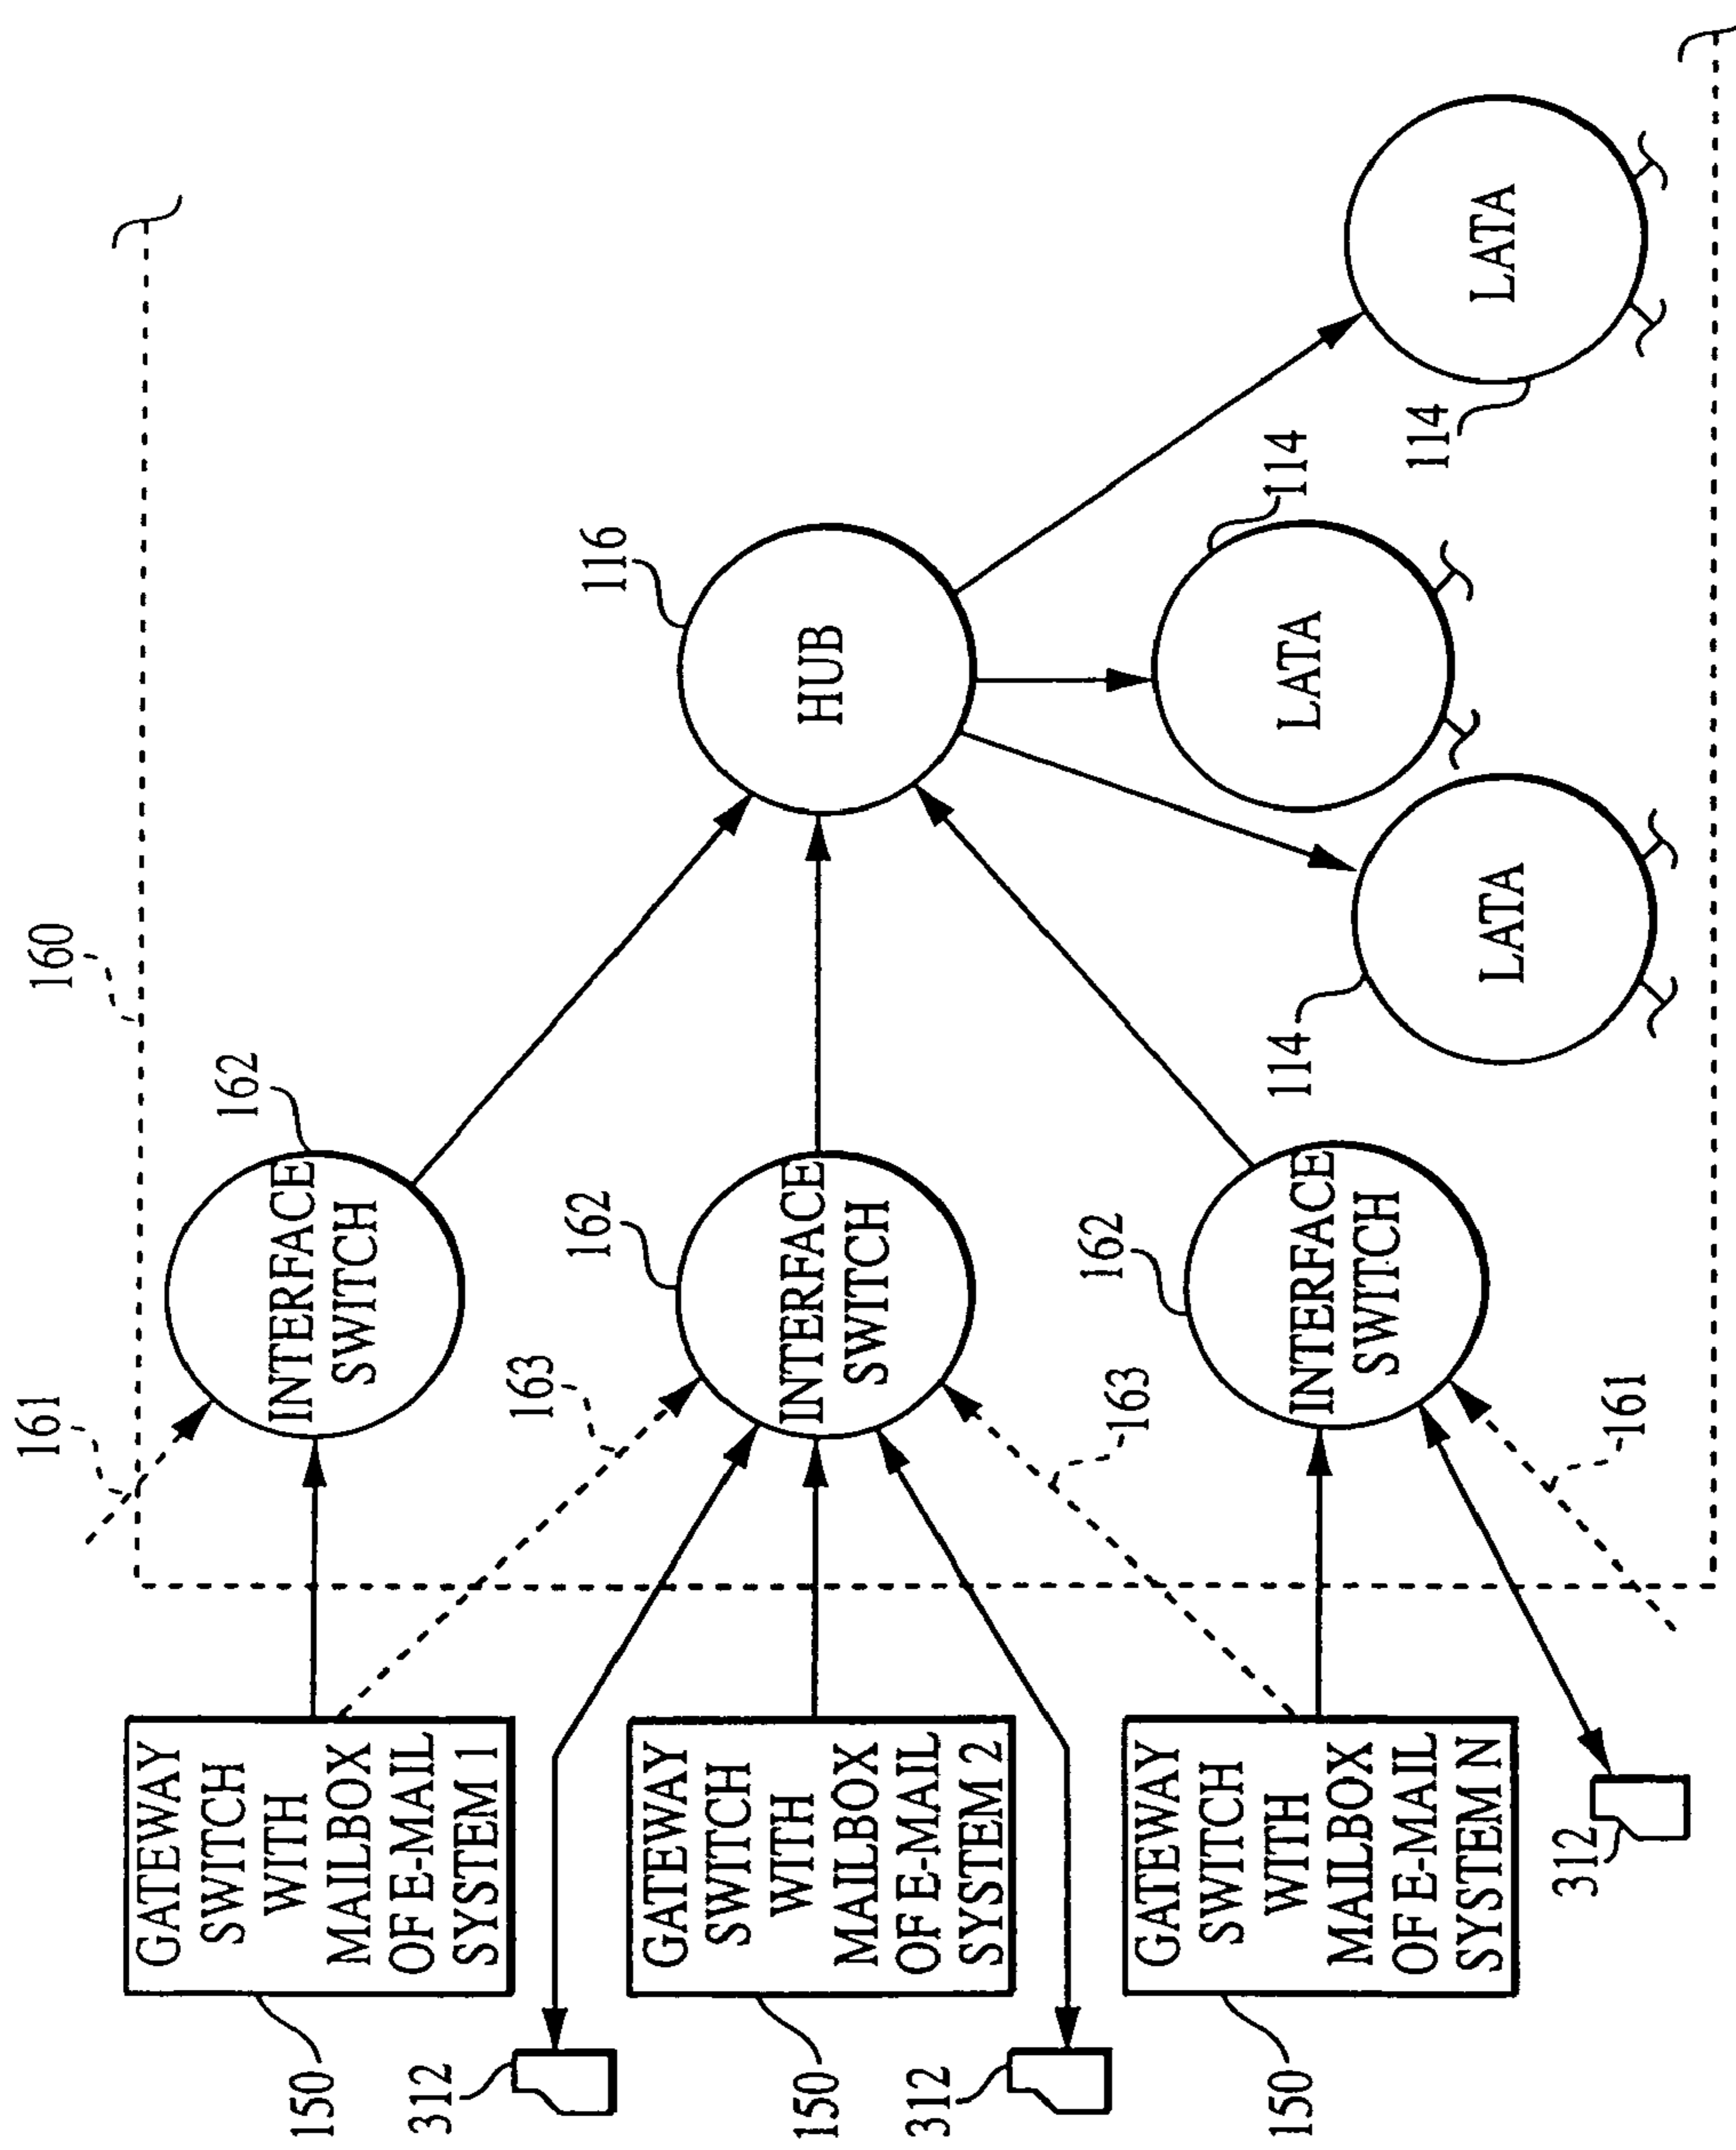 161
160
GATEWAY
SWITCH
WITH
MAILBOX
OF E-MAIL
SYSTEM 1
150
162
INTERFACE
SWITCH
312
163
162
116
GATEWAY
SWITCH
WITH
MAILBOX
OF E-MAIL
SYSTEM 2
150
INTERFACE
SWITCH
HUB
312
163
162
GATEWAY
SWITCH
WITH
MAILBOX
OF E-MAIL
SYSTEM N
150
INTERFACE
SWITCH
114
114
114
LATA
LATA
LATA
312
161